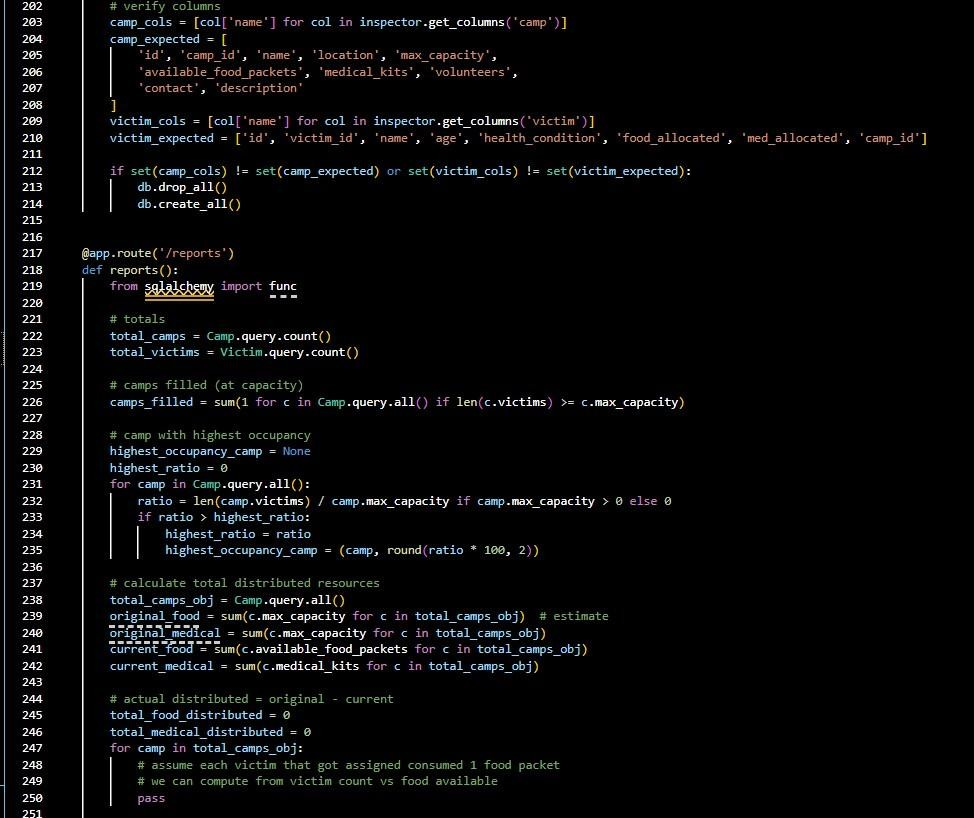 202 # verify columns
203 camp_cols = [col['name'] for col in inspector.get_columns('camp')]
204 camp_expected = [
205 'id', 'camp_id', 'name', 'location', 'max_capacity',
206 'available_food_packets', 'medical_kits', 'volunteers',
207 'contact', 'description'
208 ]
209 victim_cols = [col['name'] for col in inspector.get_columns('victim')]
210 victim_expected = ['id', 'victim_id', 'name', 'age', 'health_condition', 'food_allocated', 'med_allocated', 'camp_id']
211
212 if set(camp_cols) != set(camp_expected) or set(victim_cols) != set(victim_expected):
213 db.drop_all()
214 db.create_all()
215
216
217 @app.route('/reports')
218 def reports():
219 from sqlalchemy import func
220
221 # totals
222 total_camps = Camp.query.count()
223 total_victims = Victim.query.count()
224
225 # camps filled (at capacity)
226 camps_filled = sum(1 for c in Camp.query.all() if len(c.victims) >= c.max_capacity)
227
228 # camp with highest occupancy
229 highest_occupancy_camp = None
230 highest_ratio = 0
231 for camp in Camp.query.all():
232 ratio = len(camp.victims) / camp.max_capacity if camp.max_capacity > 0 else 0
233 if ratio > highest_ratio:
234 highest_ratio = ratio
235 highest_occupancy_camp = (camp, round(ratio * 100, 2))
236
237 # calculate total distributed resources
238 total_camps_obj = Camp.query.all()
239 original_food = sum(c.max_capacity for c in total_camps_obj) # estimate
240 original_medical = sum(c.max_capacity for c in total_camps_obj)
241 current_food = sum(c.available_food_packets for c in total_camps_obj)
242 current_medical = sum(c.medical_kits for c in total_camps_obj)
243
244 # actual distributed = original - current
245 total_food_distributed = 0
246 total_medical_distributed = 0
247 for camp in total_camps_obj:
248 # assume each victim that got assigned consumed 1 food packet
249 # we can compute from victim count vs food available
250 pass
251